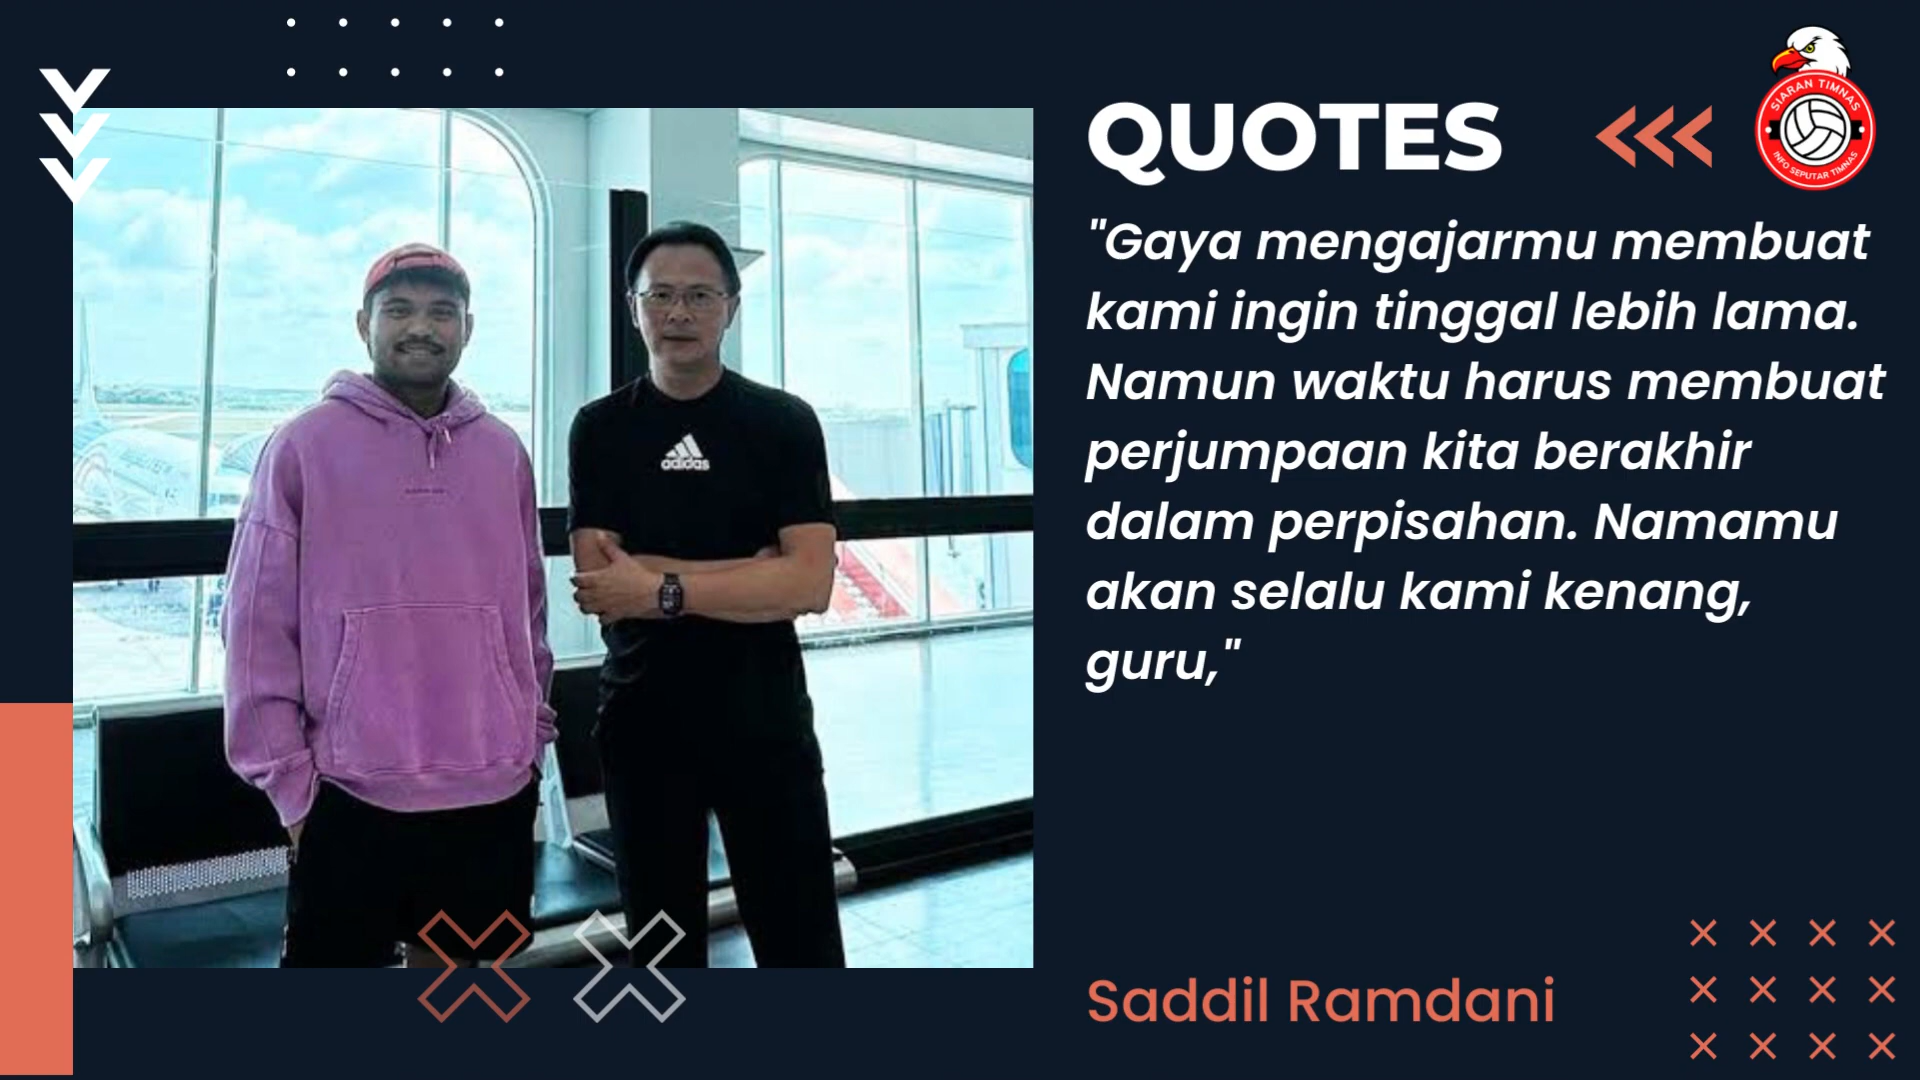 QUOTES
SIARAN TIMNAS
INFO SEPUTAR TIMNAS
"Gaya mengajarmu membuat
kami ingin tinggal lebih lama.
Namun waktu harus membuat
perjumpaan kita berakhir
dalam perpisahan. Namamu
akan selalu kami kenang,
guru,"
adidas
Saddil Ramdani